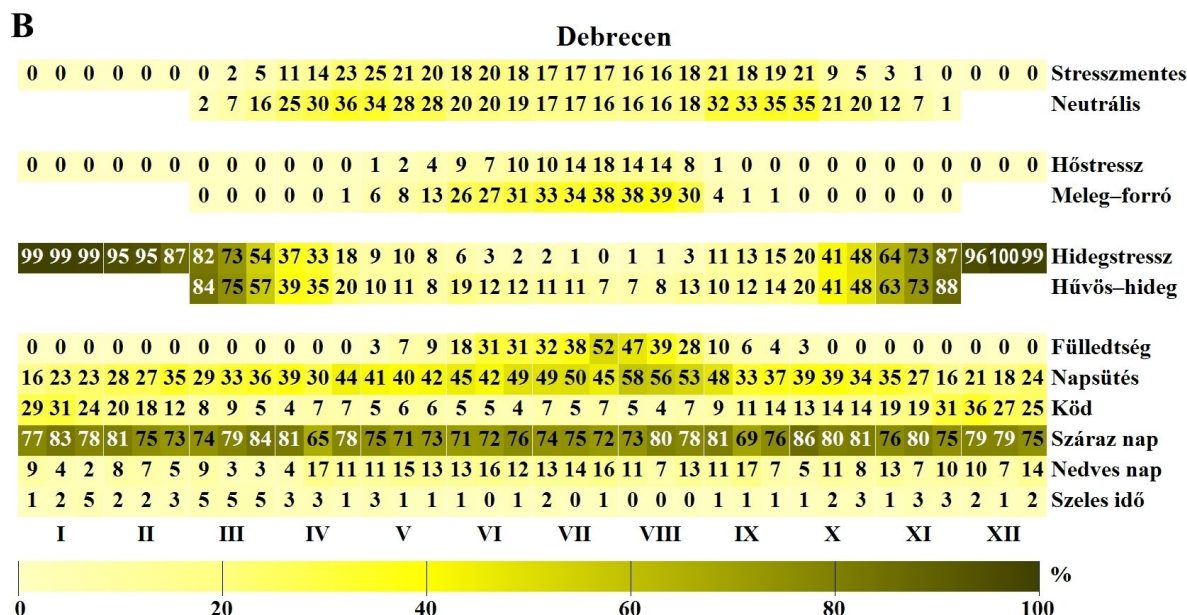 B
Debrecen
0 0 0 0 0 0 0 2 5 11 14 23 25 21 20 18 20 18 17 17 17 16 16 18 21 18 19 21 9 5 3 1 0 0 0 0 Stresszmentes
2 7 16 25 30 36 34 28 28 20 20 19 17 17 16 16 16 18 32 33 35 35 21 20 12 7 1 Neutrális
0 0 0 0 0 0 0 0 0 0 0 0 1 2 4 9 7 10 10 14 18 14 14 8 1 0 0 0 0 0 0 0 0 0 0 0 Hőstressz
0 0 0 0 0 1 6 8 13 26 27 31 33 34 38 38 39 30 4 1 1 0 0 0 0 0 0 Meleg–forró
99 99 99 95 95 87 82 73 54 37 33 18 9 10 8 6 3 2 2 1 0 1 1 3 11 13 15 20 41 48 64 73 87 96 100 99 Hidegstressz
84 75 57 39 35 20 10 11 8 19 12 12 11 11 7 7 8 13 10 12 14 20 41 48 63 73 88 Hűvös–hideg
0 0 0 0 0 0 0 0 0 0 0 0 3 7 9 18 31 31 32 38 52 47 39 28 10 6 4 3 0 0 0 0 0 0 0 0 Fülledtség
16 23 23 28 27 35 29 33 36 39 30 44 41 40 42 45 42 49 49 50 45 58 56 53 48 33 37 39 39 34 35 27 16 21 18 24 Napsütés
29 31 24 20 18 12 8 9 5 4 7 7 5 6 6 5 5 4 7 5 7 5 4 7 9 11 14 13 14 14 19 19 31 36 27 25 Köd
77 83 78 81 75 73 74 79 84 81 65 78 75 71 73 71 72 76 74 75 72 73 80 78 81 69 76 86 80 81 76 80 75 79 79 75 Száraz nap
9 4 2 8 7 5 9 3 3 4 17 11 11 15 13 13 16 12 13 14 16 11 7 13 11 17 7 5 11 8 13 7 10 10 7 14 Nedves nap
1 2 5 2 2 3 5 5 5 3 3 1 3 1 1 1 0 1 2 0 1 0 0 0 1 1 1 1 2 3 1 3 3 2 1 2 Szeles idő
I II III IV V VI VII VIII IX X XI XII
%
0 20 40 60 80 100